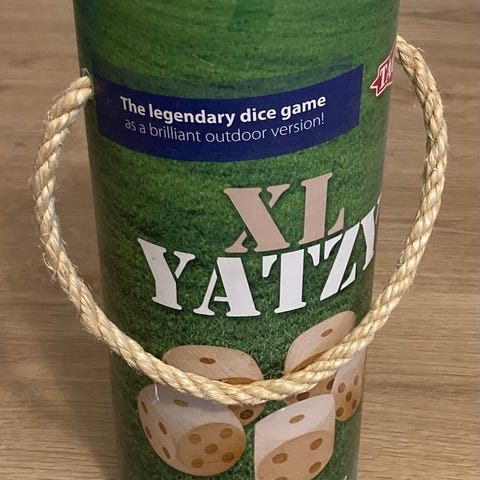 The legendary dice game
as a brilliant outdoor version!
XL
YATZY